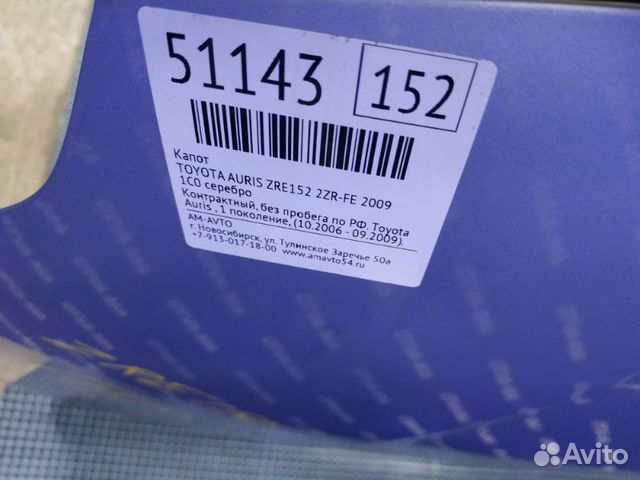 51143
152
Капот
TOYOTA AURIS ZRE152 2ZR-FE 2009
1C0 серебро
Контрактный, без пробега по РФ. Toyota
Auris , 1 поколение, (10.2006 - 09.2009).
АМ-АVТО
г. Новосибирск, ул. Тулинское Заречье 50а
+7-913-017-18-00 www.amavto54.ru
Avito